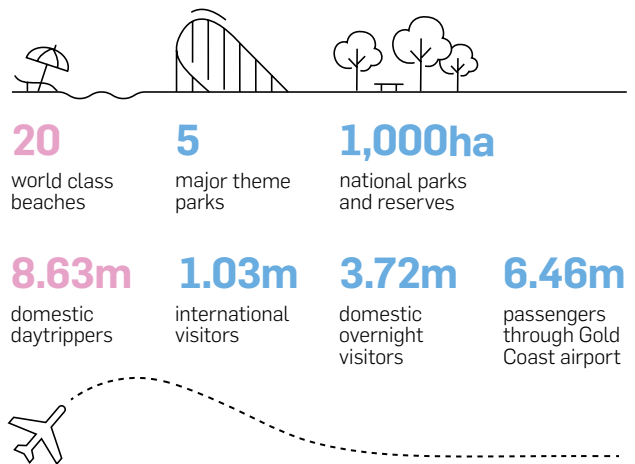 20
world class
beaches
5
major theme
parks
1,000ha
national parks
and reserves
8.63m
domestic
daytrippers
1.03m
international
visitors
3.72m
domestic
overnight
visitors
6.46m
passengers
through Gold
Coast airport